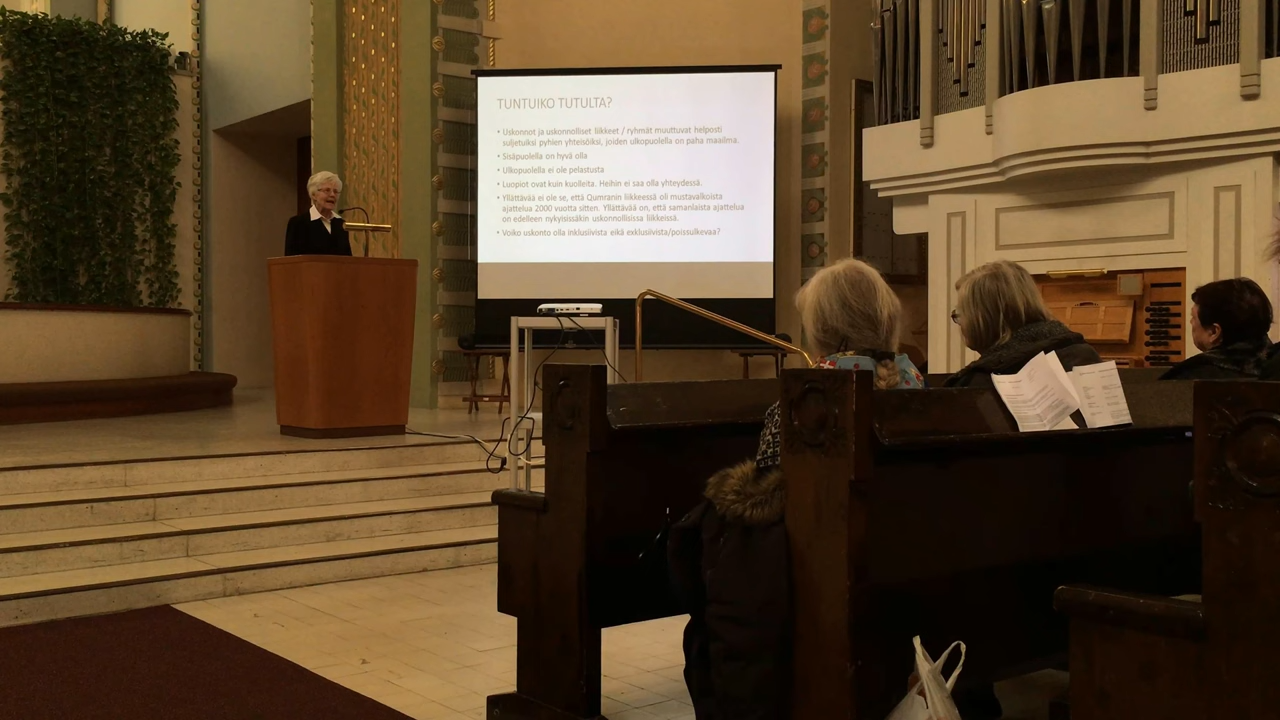 TUNTUIKO TUTULTA?
• Uskonnot ja uskonnolliset liikkeet / ryhmät muuttuvat helposti
suljetuiksi pyhien yhteisöiksi, joiden ulkopuolella on paha maailma.
• Sisäpuolella on hyvä olla
• Ulkopuolella ei ole pelastusta
• Luopiot ovat kuin kuolleita. Heihin ei saa olla yhteydessä.
• Yllättävää ei ole se, että Qumranin liikkeessä oli mustavalkoista
ajattelua 2000 vuotta sitten. Yllättävää on, että samanlaista ajattelua
on edelleen nykyisissäkin uskonnollisissa liikkeissä.
• Voiko uskonto olla inklusiivista eikä exklusiivista/poissulkevaa?